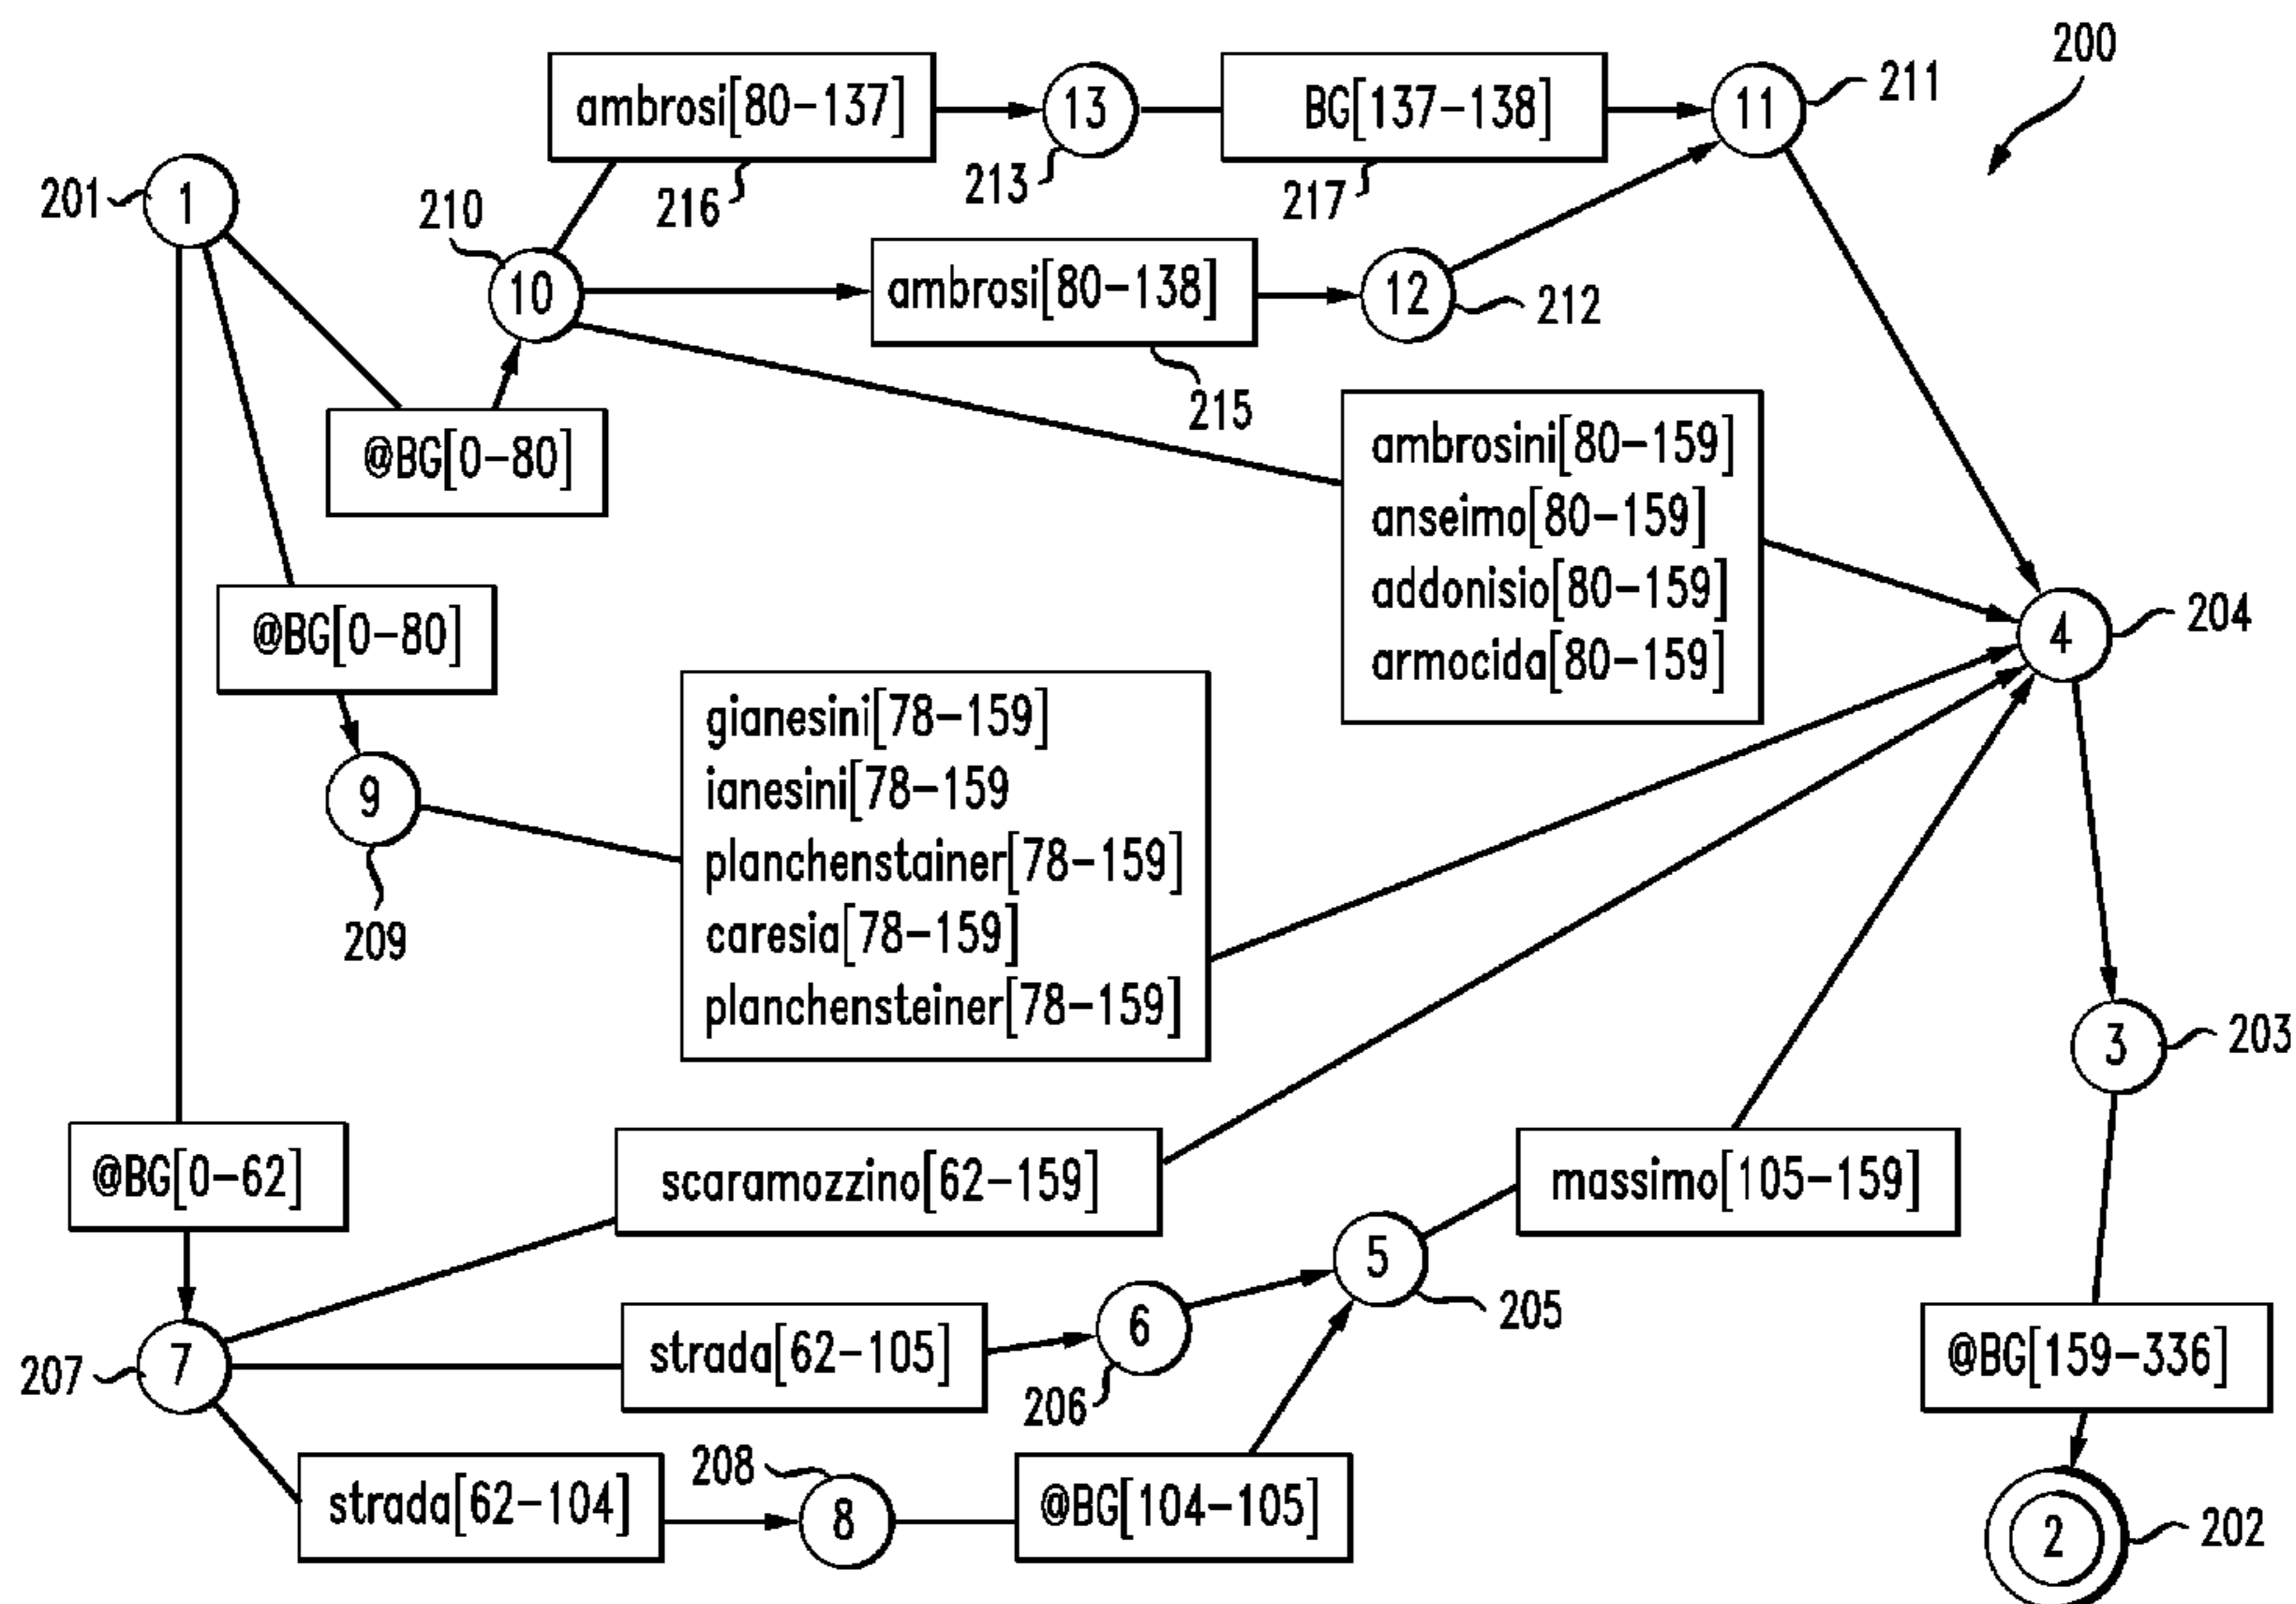 200
ambrosi[80-137]
13
BG[137-138]
11
211
216
213
217
201
1
210
10
ambrosi[80-138]
12
212
215
@BG[0-80]
ambrosini[80-159]
anseimo[80-159]
addonisio[80-159]
armocida[80-159]
4
204
@BG[0-80]
9
209
gianesini[78-159]
ianesini[78-159
planchenstainer[78-159]
caresia[78-159]
planchensteiner[78-159]
3
203
@BG[0-62]
scaramozzino[62-159]
massimo[105-159]
5
205
7
207
strada[62-105]
6
206
@BG[159-336]
strada[62-104]
208
8
@BG[104-105]
2
202